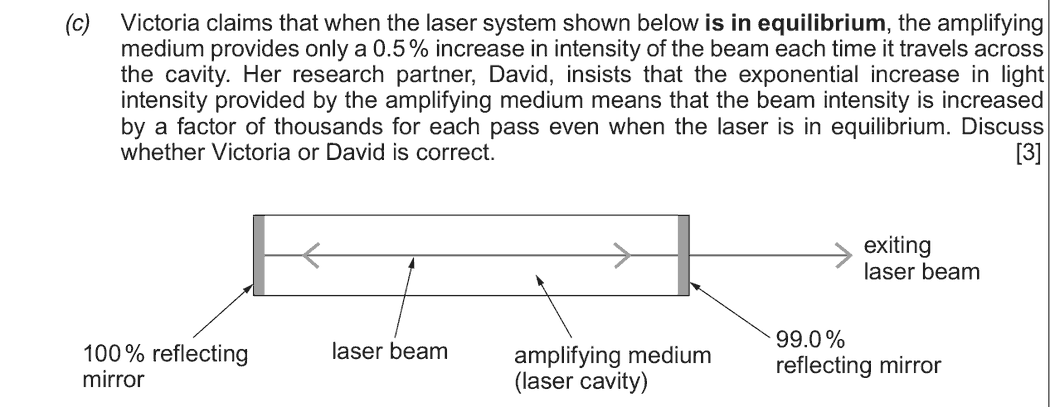 (c) Victoria claims that when the laser system shown below is in equilibrium, the amplifying
medium provides only a 0.5% increase in intensity of the beam each time it travels across
the cavity. Her research partner, David, insists that the exponential increase in light
intensity provided by the amplifying medium means that the beam intensity is increased
by a factor of thousands for each pass even when the laser is in equilibrium. Discuss
whether Victoria or David is correct. [3]
exiting
laser beam
100% reflecting
mirror
laser beam
amplifying medium
(laser cavity)
99.0%
reflecting mirror